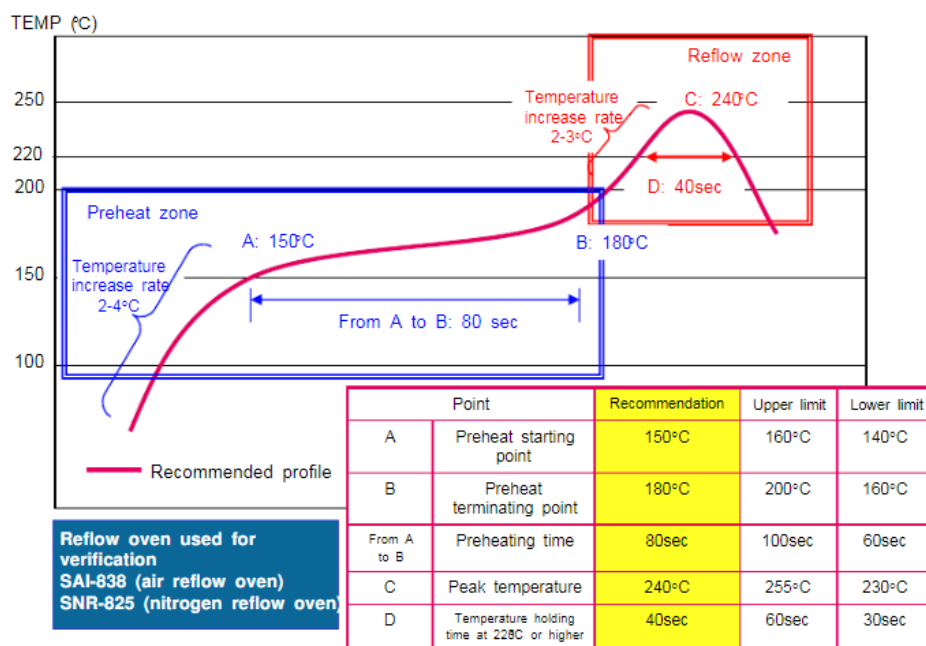 TEMP (°C)
Reflow zone
250
Temperature
increase rate
2-3°C
C: 240°C
220
D: 40sec
200
Preheat zone
A: 150°C
B: 180°C
Temperature
increase rate
2-4°C
150
From A to B: 80 sec
100
Recommended profile
Point Recommendation Upper limit Lower limit
A Preheat starting point 150°C 160°C 140°C
B Preheat terminating point 180°C 200°C 160°C
From A to B Preheating time 80sec 100sec 60sec
C Peak temperature 240°C 255°C 230°C
D Temperature holding time at or higher 40sec 60sec 30sec
Reflow oven used for
verification
SAI-838 (air reflow oven)
SNR-825 (nitrogen reflow oven)